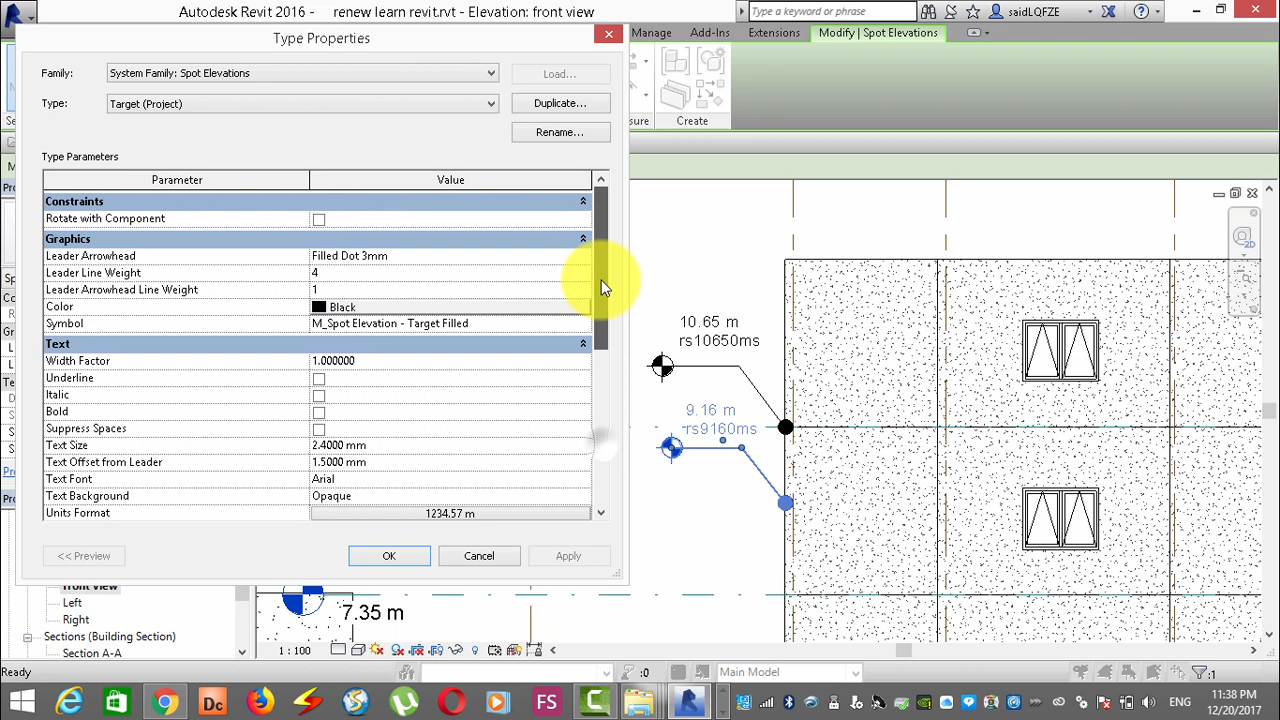 Autodesk Revit 2016 - renew learn revit.rvt - Elevation: front view
Type a keyword or phrase
saidLQFZE
Manage
Add-Ins
Extensions
Modify | Spot Elevations
Type Properties
Family:
System Family: Spot Elevations
Load...
Type:
Target (Project)
Duplicate...
Rename...
sure
Create
Type Parameters
Parameter
Value
Constraints
Rotate with Component
Graphics
Leader Arrowhead
Filled Dot 3mm
Leader Line Weight
4
Leader Arrowhead Line Weight
1
Color
Black
Symbol
M_Spot Elevation - Target Filled
Text
Width Factor
1.000000
Underline
Italic
Bold
Suppress Spaces
Text Size
2.4000 mm
Text Offset from Leader
1.5000 mm
Text Font
Arial
Text Background
Opaque
Units Format
1234.57 m
<< Preview
OK
Cancel
Apply
10.65 m
rs10650ms
9.16 m
rs9160ms
2D
front view
Left
Right
Sections (Building Section)
Section A-A
7.35 m
1 : 100
Ready
:0
Main Model
:1
Dc
FS
ENG
11:38 PM
12/20/2017